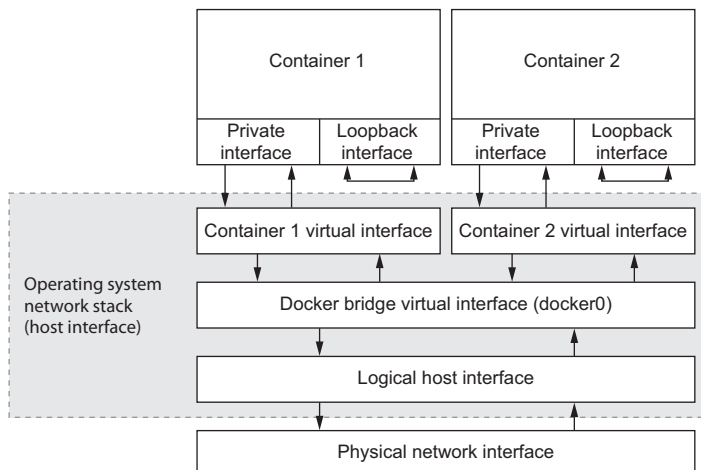 Container 1
Container 2
Private
interface
Loopback
interface
Private
interface
Loopback
interface
Container 1 virtual interface
Container 2 virtual interface
Operating system
network stack
(host interface)
Docker bridge virtual interface (docker0)
Logical host interface
Physical network interface